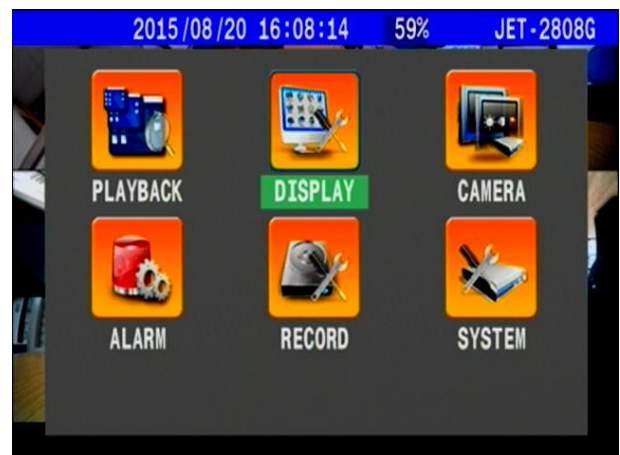 2015/08/20 16:08:14 59% JET-2808G
PLAYBACK DISPLAY CAMERA
ALARM RECORD SYSTEM